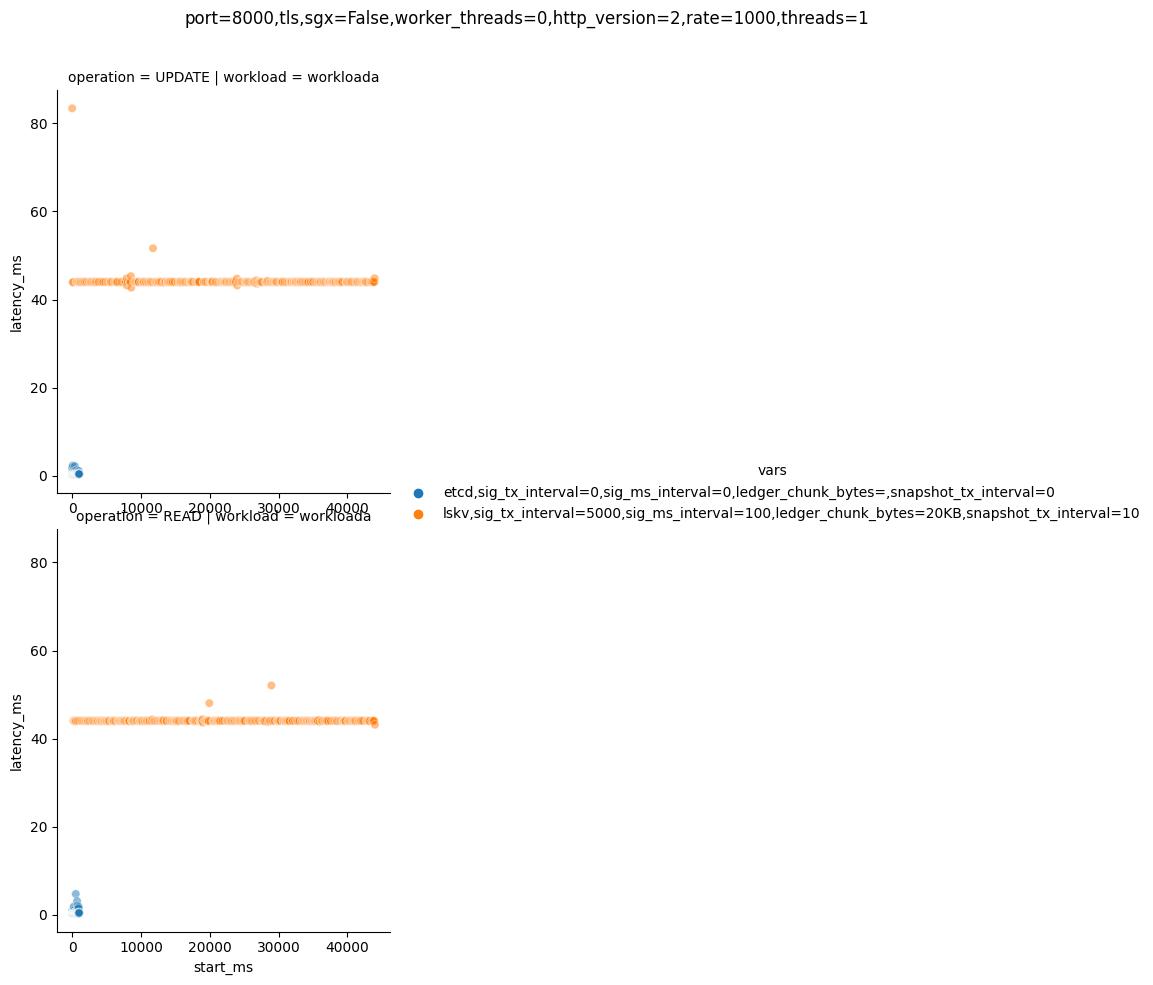 port=8000,tls,sgx=False,worker_threads=0,http_version=2,rate=1000,threads=1
operation = UPDATE | workload = workloada
80
60
40
20
0
latency_ms
0 10000 20000 30000 40000
vars
etcd,sig_tx_interval=0,sig_ms_interval=0,ledger_chunk_bytes=,snapshot_tx_interval=0
lskv,sig_tx_interval=5000,sig_ms_interval=100,ledger_chunk_bytes=20KB,snapshot_tx_interval=10
operation = READ | workload = workloada
80
60
40
20
0
latency_ms
0 10000 20000 30000 40000
start_ms